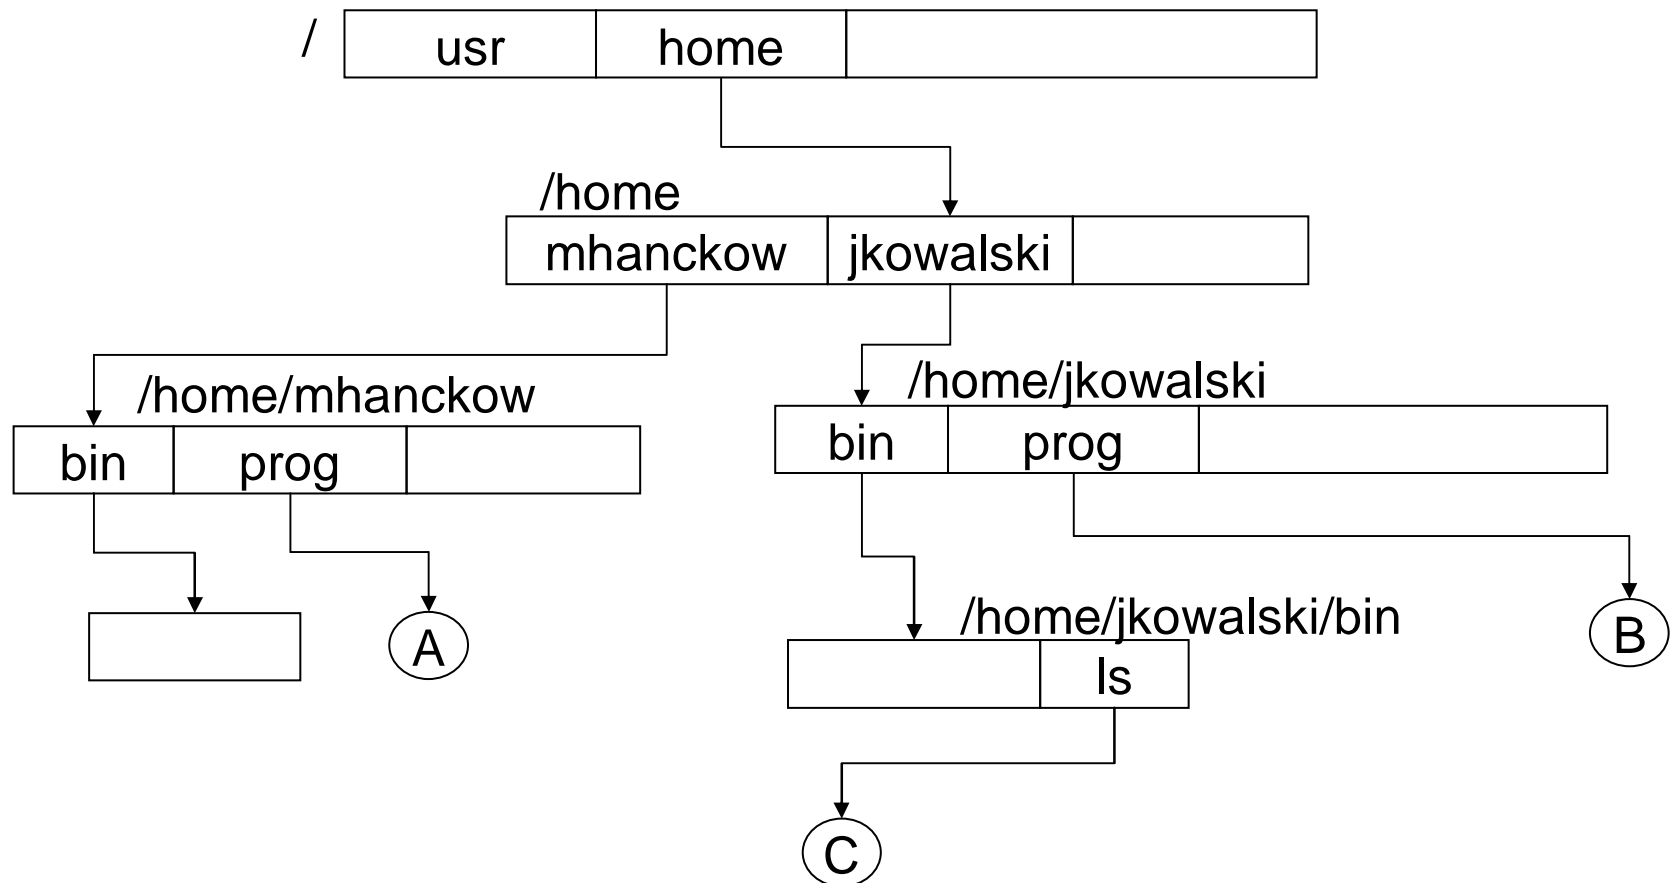 / usr home
/home
mhanckow jkowalski
/home/mhanckow
bin prog
/home/jkowalski
bin prog
A
/home/jkowalski/bin
ls
B
C